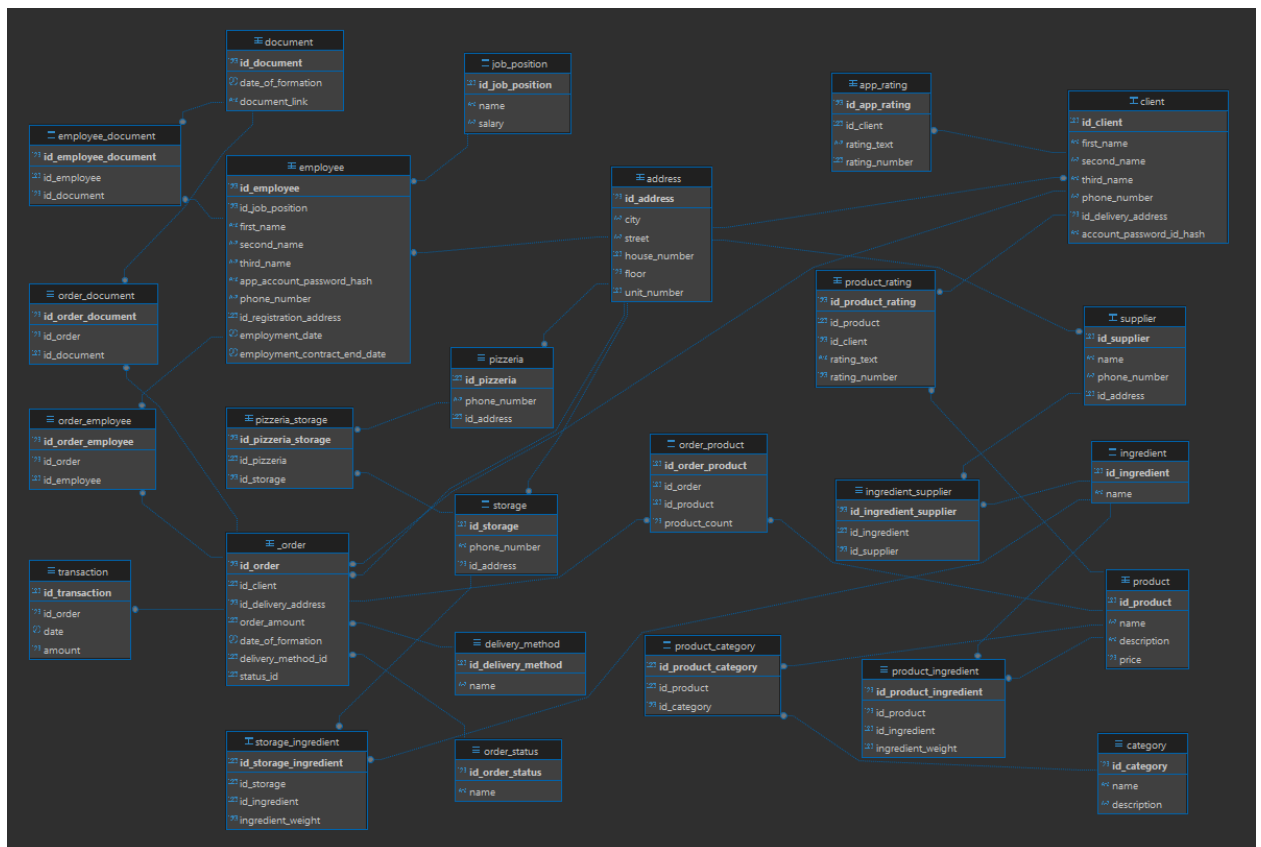 document
id_document
date_of_formation
document_link
job_position
id_job_position
name
salary
app_rating
id_app_rating
id_client
rating_text
rating_number
client
id_client
first_name
second_name
third_name
phone_number
id_delivery_address
account_password_id_hash
employee_document
id_employee_document
id_employee
id_document
employee
id_employee
id_job_position
first_name
second_name
third_name
app_account_password_hash
phone_number
id_registration_address
employment_date
employment_contract_end_date
address
id_address
city
street
house_number
floor
unit_number
product_rating
id_product_rating
id_product
id_client
rating_text
rating_number
supplier
id_supplier
name
phone_number
id_address
order_document
id_order_document
id_order
id_document
pizzeria
id_pizzeria
phone_number
id_address
order_employee
id_order_employee
id_order
id_employee
pizzeria_storage
id_pizzeria_storage
id_pizzeria
id_storage
order_product
id_order_product
id_order
id_product
product_count
ingredient
id_ingredient
name
ingredient_supplier
id_ingredient_supplier
id_ingredient
id_supplier
storage
id_storage
phone_number
id_address
_order
id_order
id_client
id_delivery_address
order_amount
date_of_formation
delivery_method_id
status_id
transaction
id_transaction
id_order
date
amount
product
id_product
name
description
price
delivery_method
id_delivery_method
name
product_category
id_product_category
id_product
id_category
product_ingredient
id_product_ingredient
id_product
id_ingredient
ingredient_weight
storage_ingredient
id_storage_ingredient
id_storage
id_ingredient
ingredient_weight
order_status
id_order_status
name
category
id_category
name
description